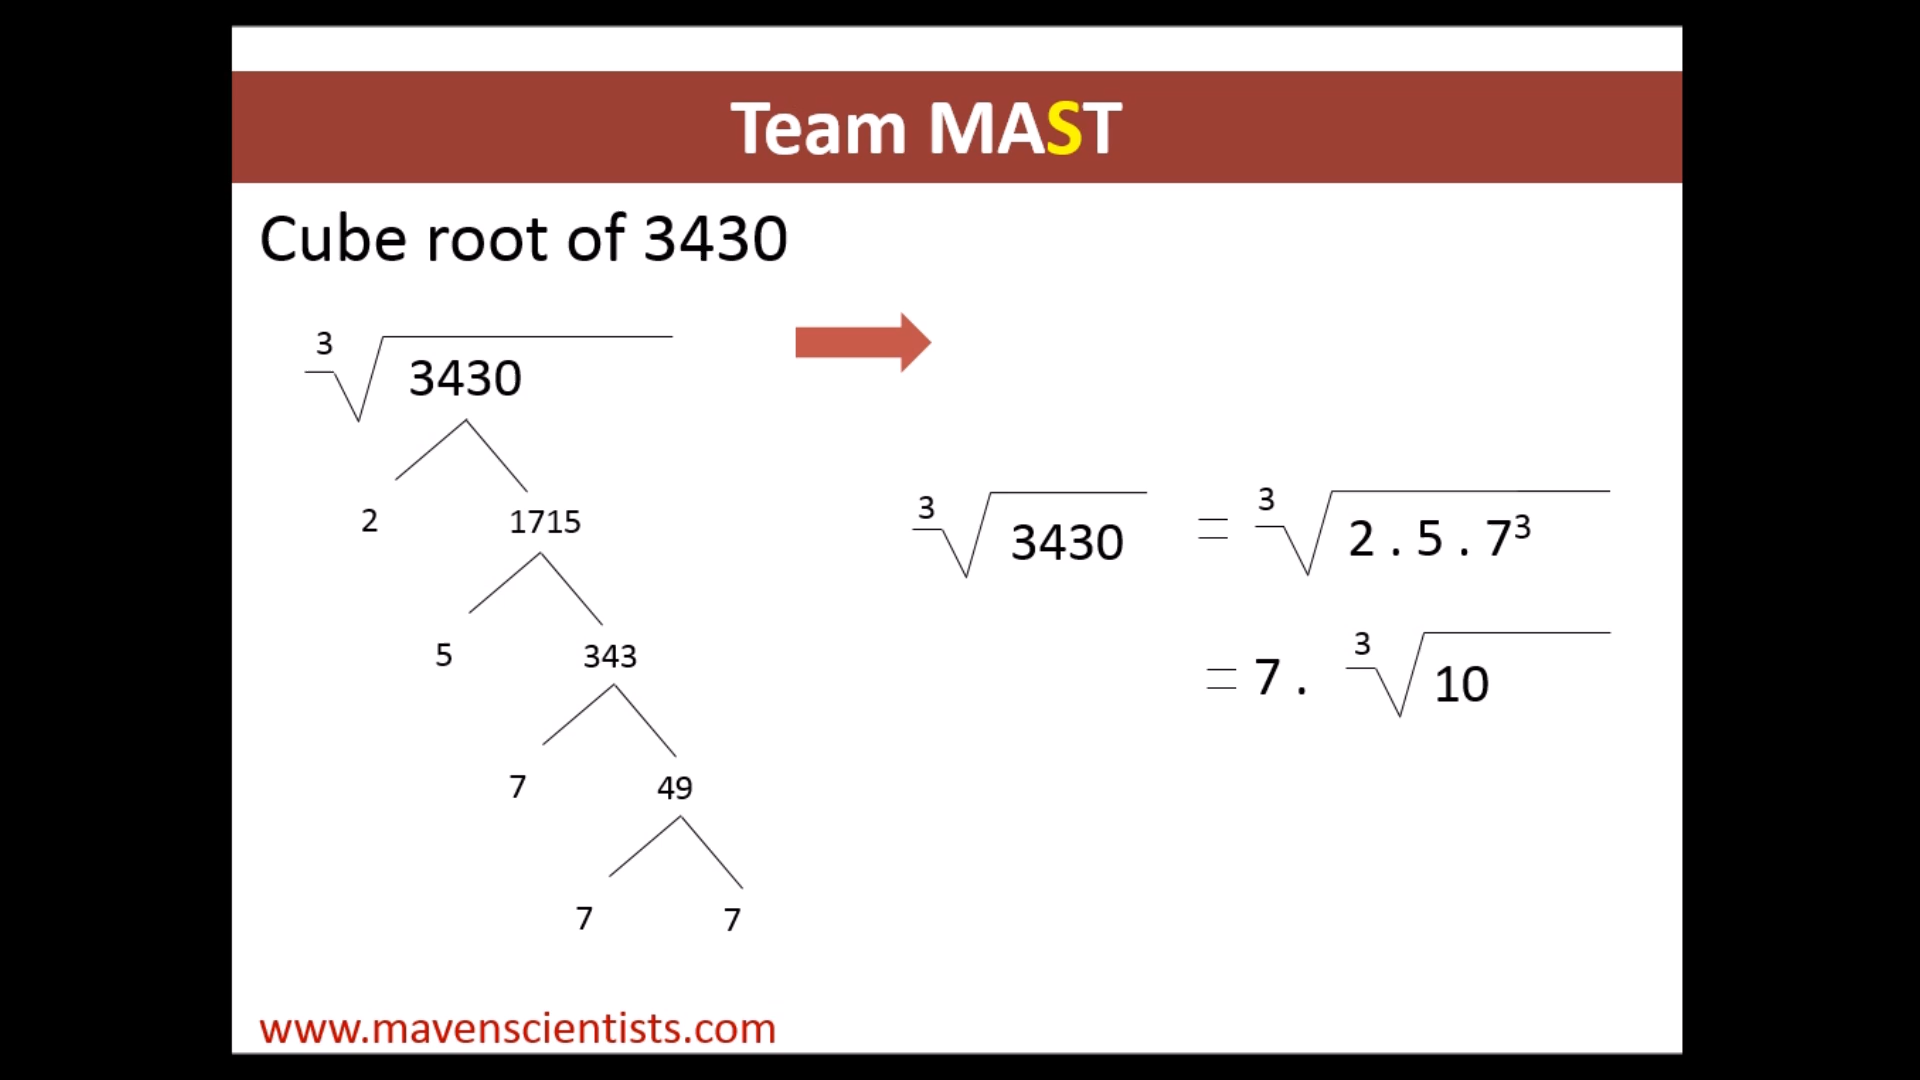 Team MAST
Cube root of 3430
3
3430
2 1715
5 343
7 49
7 7
3 3430 = 3 2 . 5 . 7³
= 7 . 3 10
www.mavenscientists.com